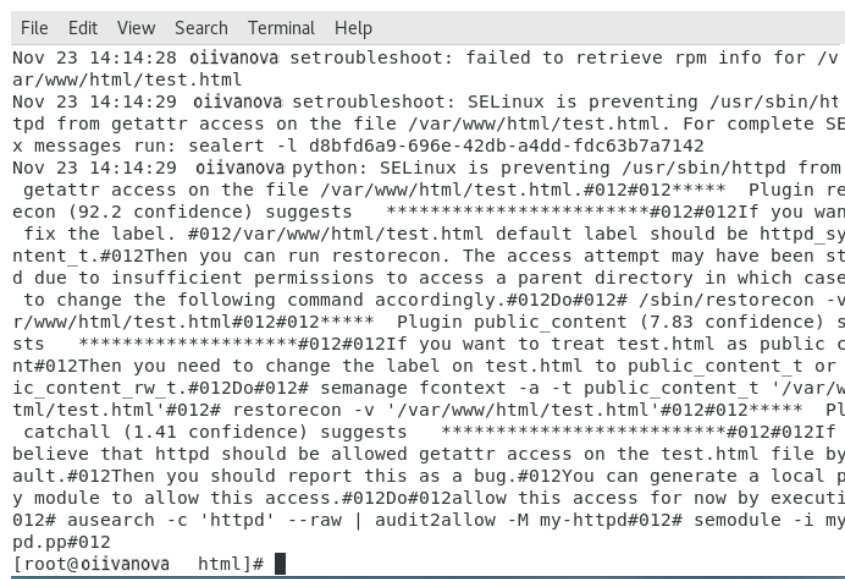 File Edit View Search Terminal Help
Nov 23 14:14:28 oiivanova setroubleshoot: failed to retrieve rpm info for /v
ar/www/html/test.html
Nov 23 14:14:29 oiivanova setroubleshoot: SELinux is preventing /usr/sbin/ht
tpd from getattr access on the file /var/www/html/test.html. For complete SE
x messages run: sealert -l d8bfd6a9-696e-42db-a4dd-fdc63b7a7142
Nov 23 14:14:29 oiivanova python: SELinux is preventing /usr/sbin/httpd from
 getattr access on the file /var/www/html/test.html.#012#012***** Plugin re
econ (92.2 confidence) suggests ************************#012#012If you wan
 fix the label. #012/var/www/html/test.html default label should be httpd_sy
ntent_t.#012Then you can run restorecon. The access attempt may have been st
d due to insufficient permissions to access a parent directory in which case
 to change the following command accordingly.#012Do#012# /sbin/restorecon -v
r/www/html/test.html#012#012***** Plugin public_content (7.83 confidence) s
sts ********************#012#012If you want to treat test.html as public c
nt#012Then you need to change the label on test.html to public_content_t or
ic_content_rw_t.#012Do#012# semanage fcontext -a -t public_content_t '/var/w
tml/test.html'#012# restorecon -v '/var/www/html/test.html'#012#012***** Pl
 catchall (1.41 confidence) suggests **************************#012#012If
believe that httpd should be allowed getattr access on the test.html file by
ault.#012Then you should report this as a bug.#012You can generate a local p
y module to allow this access.#012Do#012allow this access for now by executi
012# ausearch -c 'httpd' --raw | audit2allow -M my-httpd#012# semodule -i my
pd.pp#012
[root@oiivanova html]#